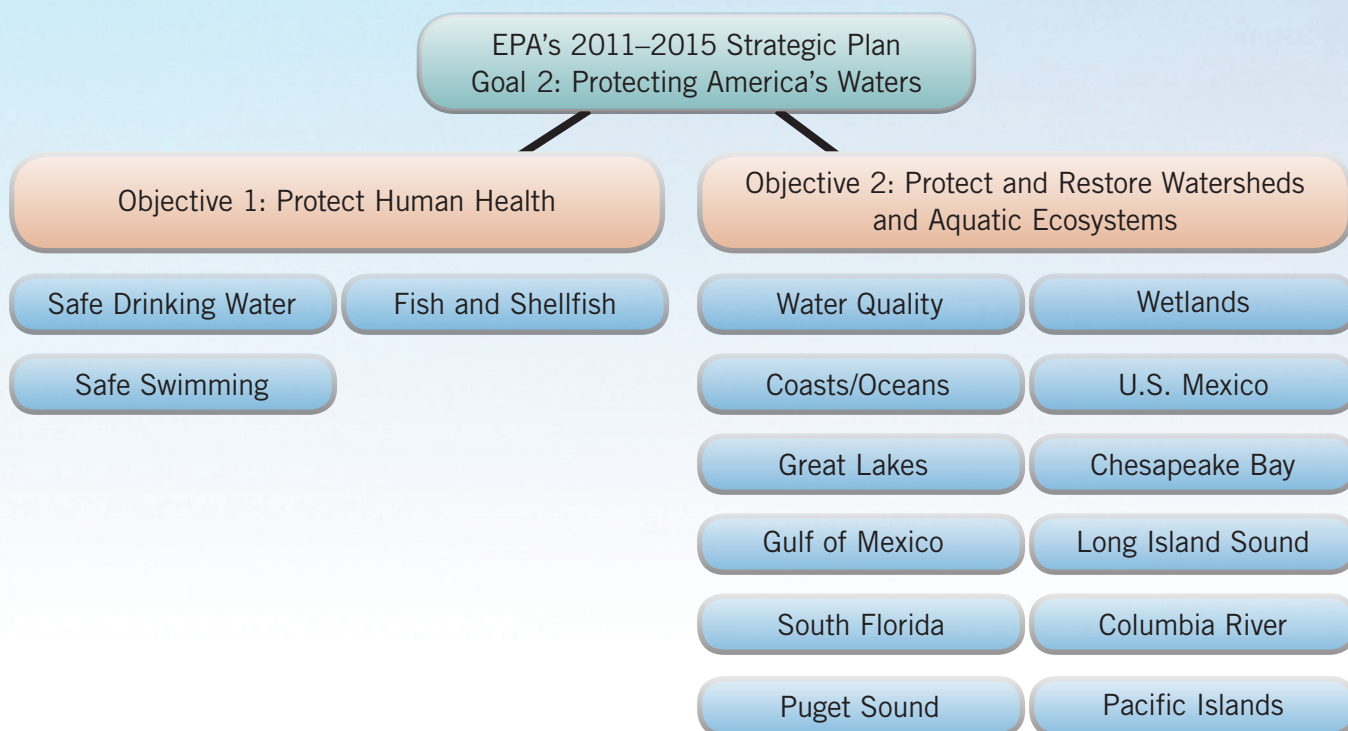 EPA’s 2011–2015 Strategic Plan
Goal 2: Protecting America’s Waters
Objective 1: Protect Human Health
Safe Drinking Water
Fish and Shellfish
Safe Swimming
Objective 2: Protect and Restore Watersheds
and Aquatic Ecosystems
Water Quality
Wetlands
Coasts/Oceans
U.S. Mexico
Great Lakes
Chesapeake Bay
Gulf of Mexico
Long Island Sound
South Florida
Columbia River
Puget Sound
Pacific Islands